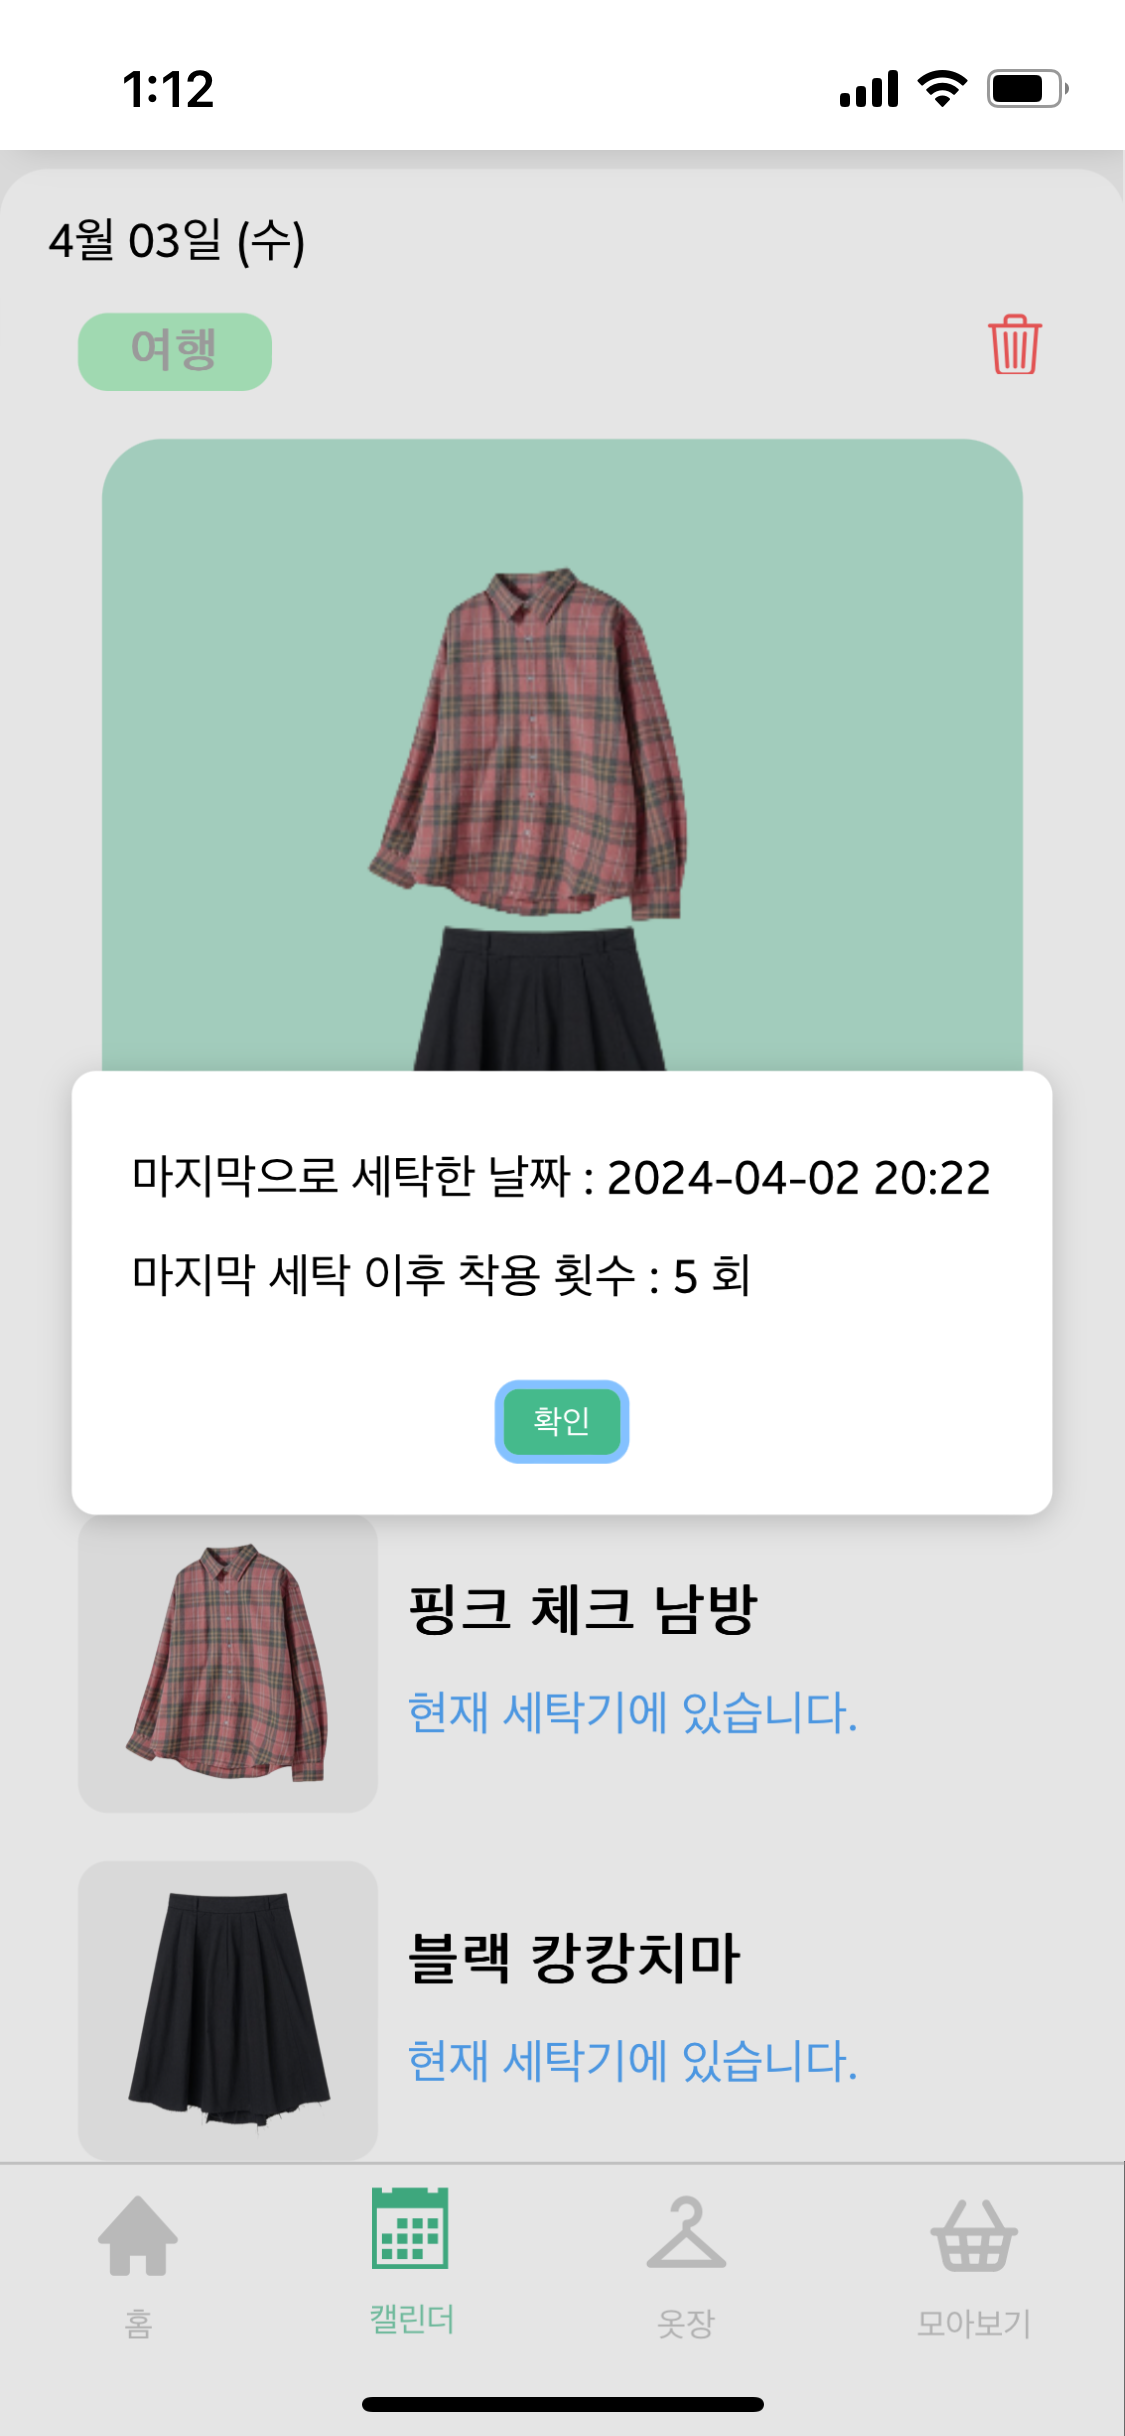 1:12
4월 03일 (수)
여행
마지막으로 세탁한 날짜 : 2024-04-02 20:22
마지막 세탁 이후 착용 횟수 : 5 회
확인
핑크 체크 남방
현재 세탁기에 있습니다.
블랙 캉캉치마
현재 세탁기에 있습니다.
홈
캘린더
옷장
모아보기